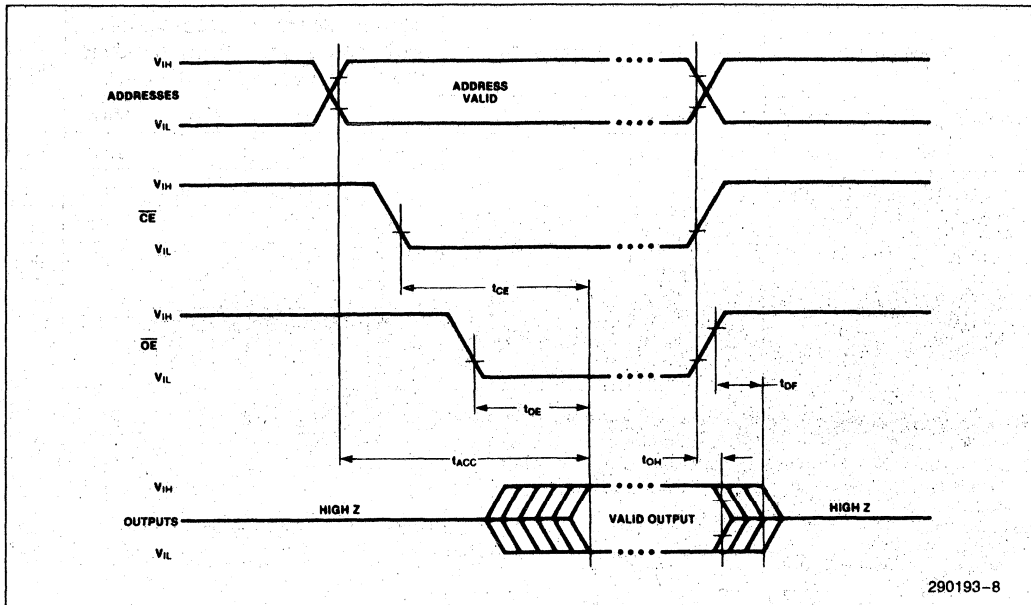 VIH
ADDRESSES
ADDRESS
VALID
VIL
VIH
CE
VIL
tCE
VIH
OE
VIL
tDF
tOE
tACC
tOH
VIH
HIGH Z
OUTPUTS
VALID OUTPUT
HIGH Z
VIL
290193-8